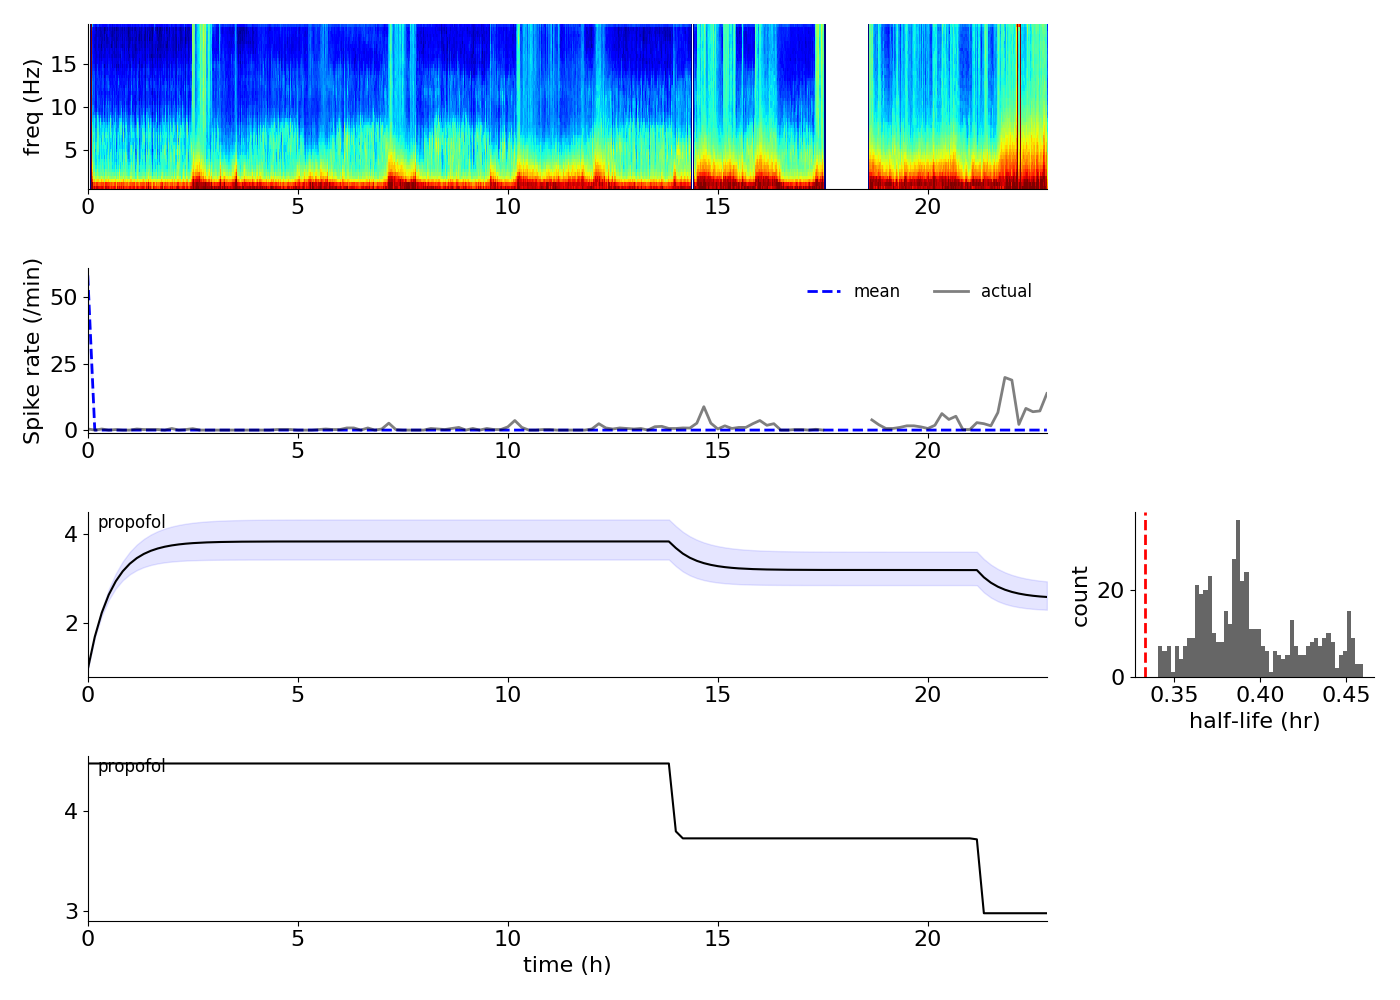 freq (Hz)
15
10
5
0 5 10 15 20
Spike rate (/min)
50
25
0
mean actual
0 5 10 15 20
propofol
4
2
0 5 10 15 20
count
20
0
0.35 0.40 0.45
half-life (hr)
propofol
4
3
0 5 10 15 20
time (h)